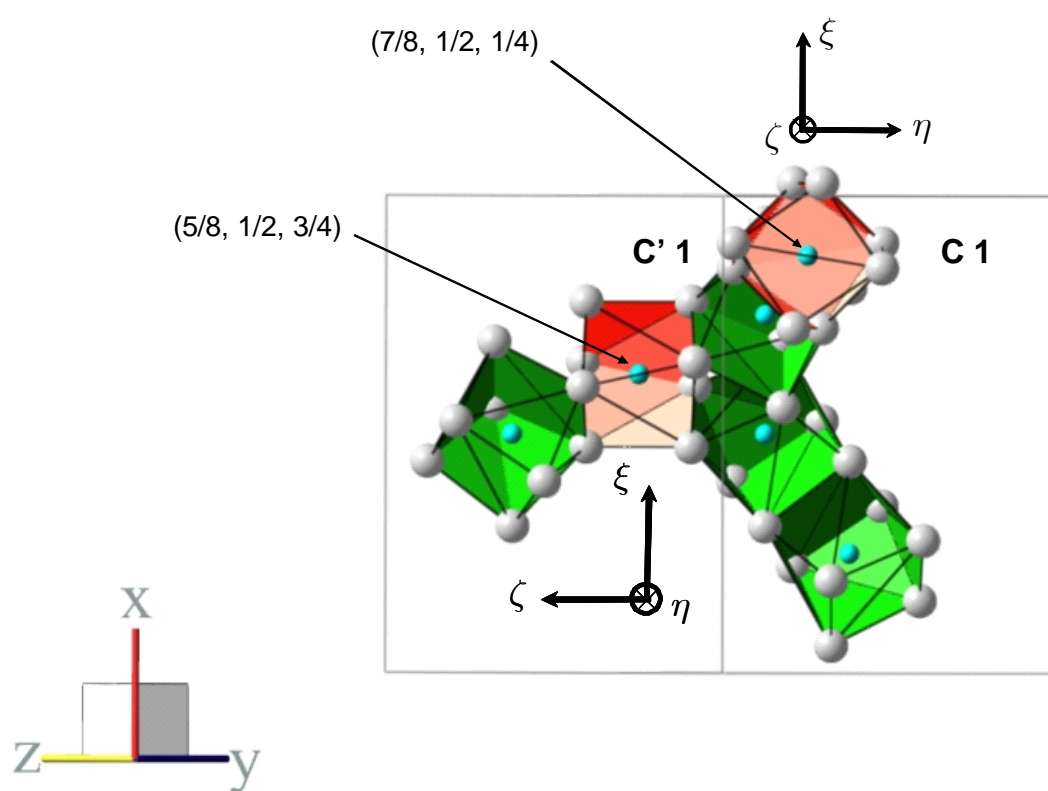 (7/8, 1/2, 1/4)
ξ
ζ η
(5/8, 1/2, 3/4)
C' 1
C 1
ξ
ζ η
X
Z y